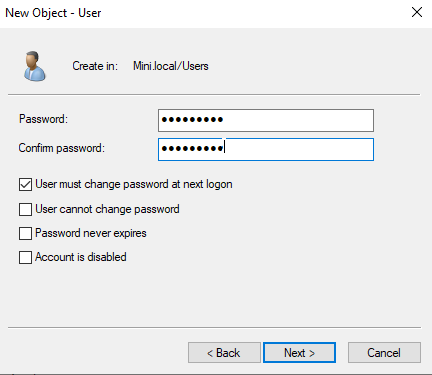 New Object - User
Create in: Mini.local/Users
Password: ●●●●●●●●●
Confirm password: ●●●●●●●●●
User must change password at next logon
User cannot change password
Password never expires
Account is disabled
< Back Next > Cancel